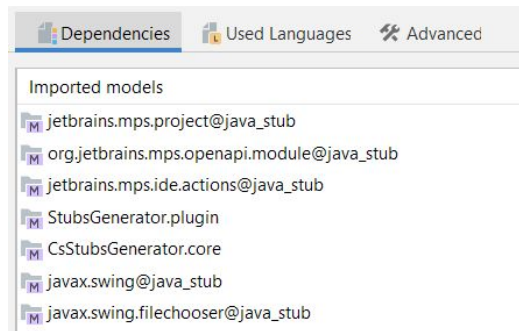 Dependencies Used Languages Advanced
Imported models
jetbrains.mps.project@java_stub
org.jetbrains.mps.openapi.module@java_stub
jetbrains.mps.ide.actions@java_stub
StubsGenerator.plugin
CsStubsGenerator.core
javax.swing@java_stub
javax.swing.filechooser@java_stub